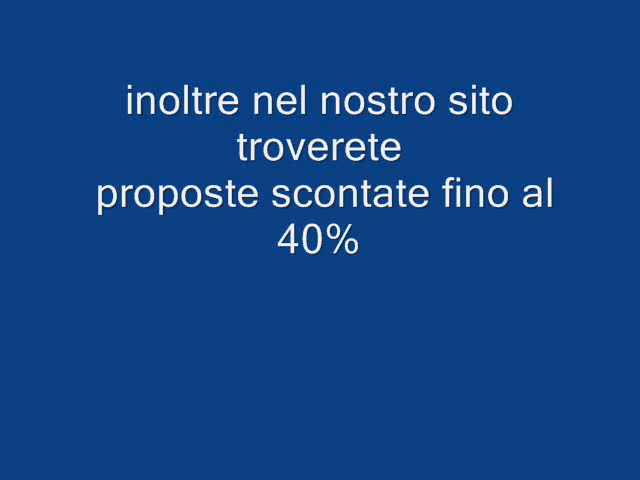 inoltre nel nostro sito
troverete
proposte scontate fino al
40%